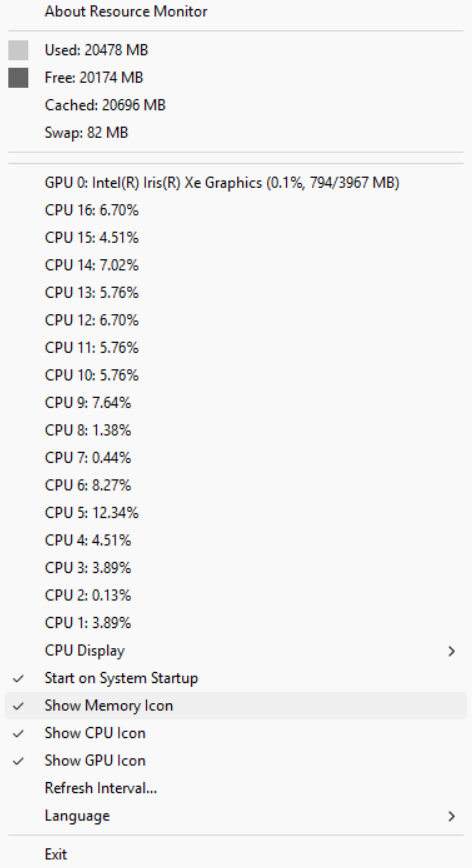 About Resource Monitor
Used: 20478 MB
Free: 20174 MB
Cached: 20696 MB
Swap: 82 MB
GPU 0: Intel(R) Iris(R) Xe Graphics (0.1%, 794/3967 MB)
CPU 16: 6.70%
CPU 15: 4.51%
CPU 14: 7.02%
CPU 13: 5.76%
CPU 12: 6.70%
CPU 11: 5.76%
CPU 10: 5.76%
CPU 9: 7.64%
CPU 8: 1.38%
CPU 7: 0.44%
CPU 6: 8.27%
CPU 5: 12.34%
CPU 4: 4.51%
CPU 3: 3.89%
CPU 2: 0.13%
CPU 1: 3.89%
CPU Display
Start on System Startup
Show Memory Icon
Show CPU Icon
Show GPU Icon
Refresh Interval...
Language
Exit